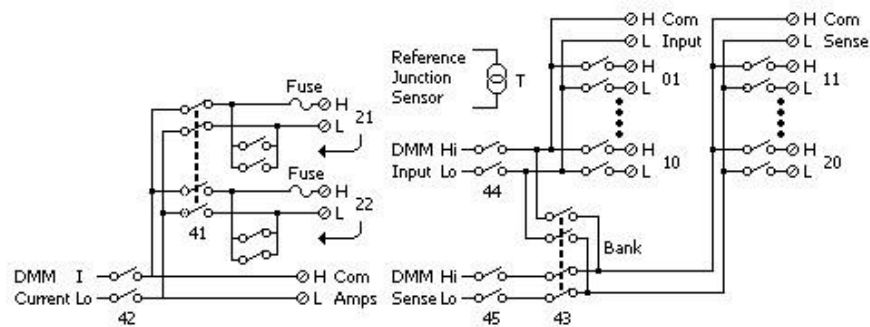 H Com
L Input
H
01
L
H
10
L
H Com
L Sense
H
11
L
H
20
L
Reference
Junction
Sensor
T
DMM Hi
Input Lo
44
Bank
DMM Hi
Sense Lo
45
43
Fuse
H
21
L
Fuse
H
22
L
41
DMM I
H Com
Current Lo
L Amps
42